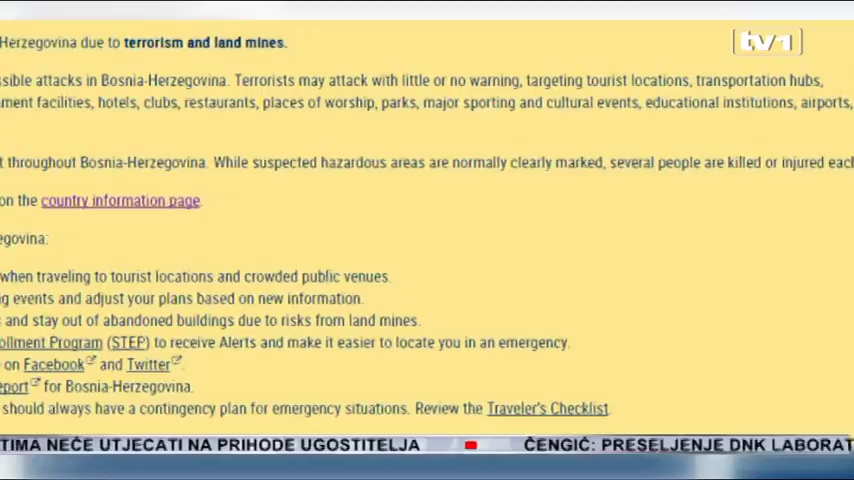 Herzegovina due to terrorism and land mines.
tv1
ssible attacks in Bosnia-Herzegovina. Terrorists may attack with little or no warning, targeting tourist locations, transportation hubs,
nment facilities, hotels, clubs, restaurants, places of worship, parks, major sporting and cultural events, educational institutions, airports,
t throughout Bosnia-Herzegovina. While suspected hazardous areas are normally clearly marked, several people are killed or injured each
on the country information page.
egovina:
when traveling to tourist locations and crowded public venues.
ng events and adjust your plans based on new information.
s and stay out of abandoned buildings due to risks from land mines.
ollment Program (STEP) to receive Alerts and make it easier to locate you in an emergency.
on Facebook and Twitter.
eport for Bosnia-Herzegovina.
should always have a contingency plan for emergency situations. Review the Traveler's Checklist.
TIMA NEĆE UTJECATI NA PRIHODE UGOSTITELJA ČENGIĆ: PRESELJENJE DNK LABORAT